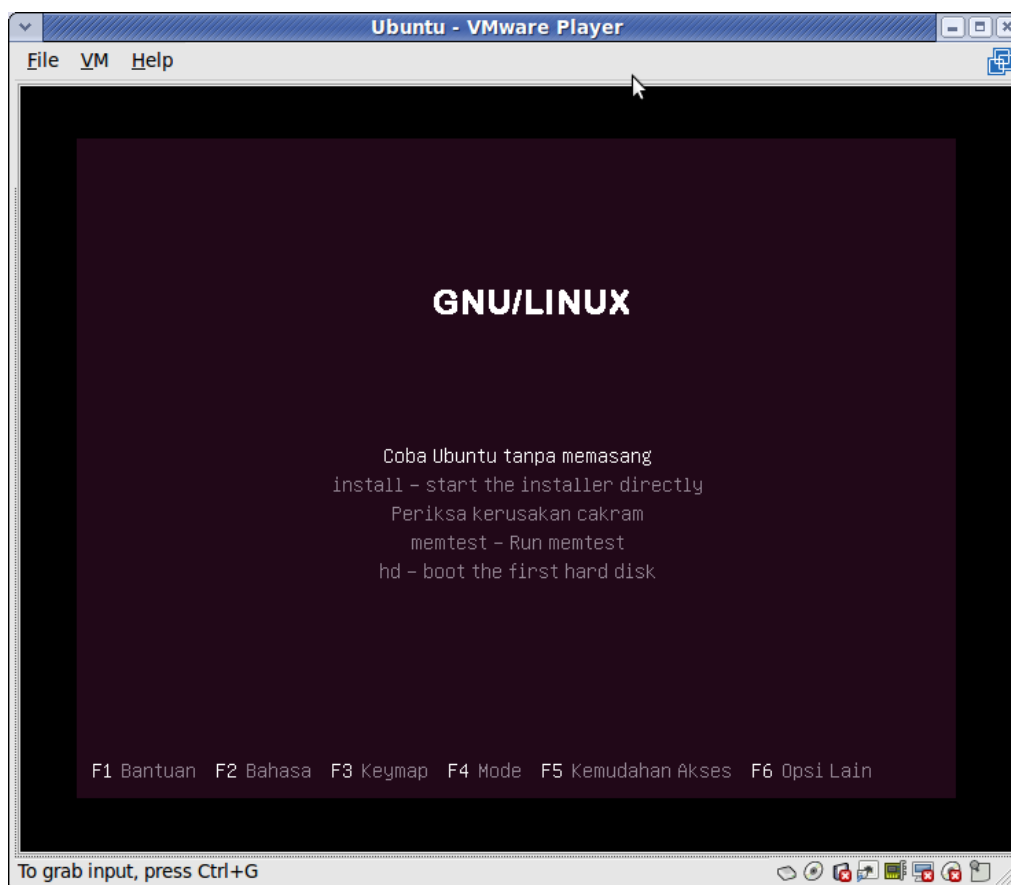 Ubuntu - VMware Player
File VM Help
GNU/LINUX
Coba Ubuntu tanpa memasang
install – start the installer directly
Periksa kerusakan cakram
memtest – Run memtest
hd – boot the first hard disk
F1 Bantuan F2 Bahasa F3 Keymap F4 Mode F5 Kemudahan Akses F6 Opsi Lain
To grab input, press Ctrl+G